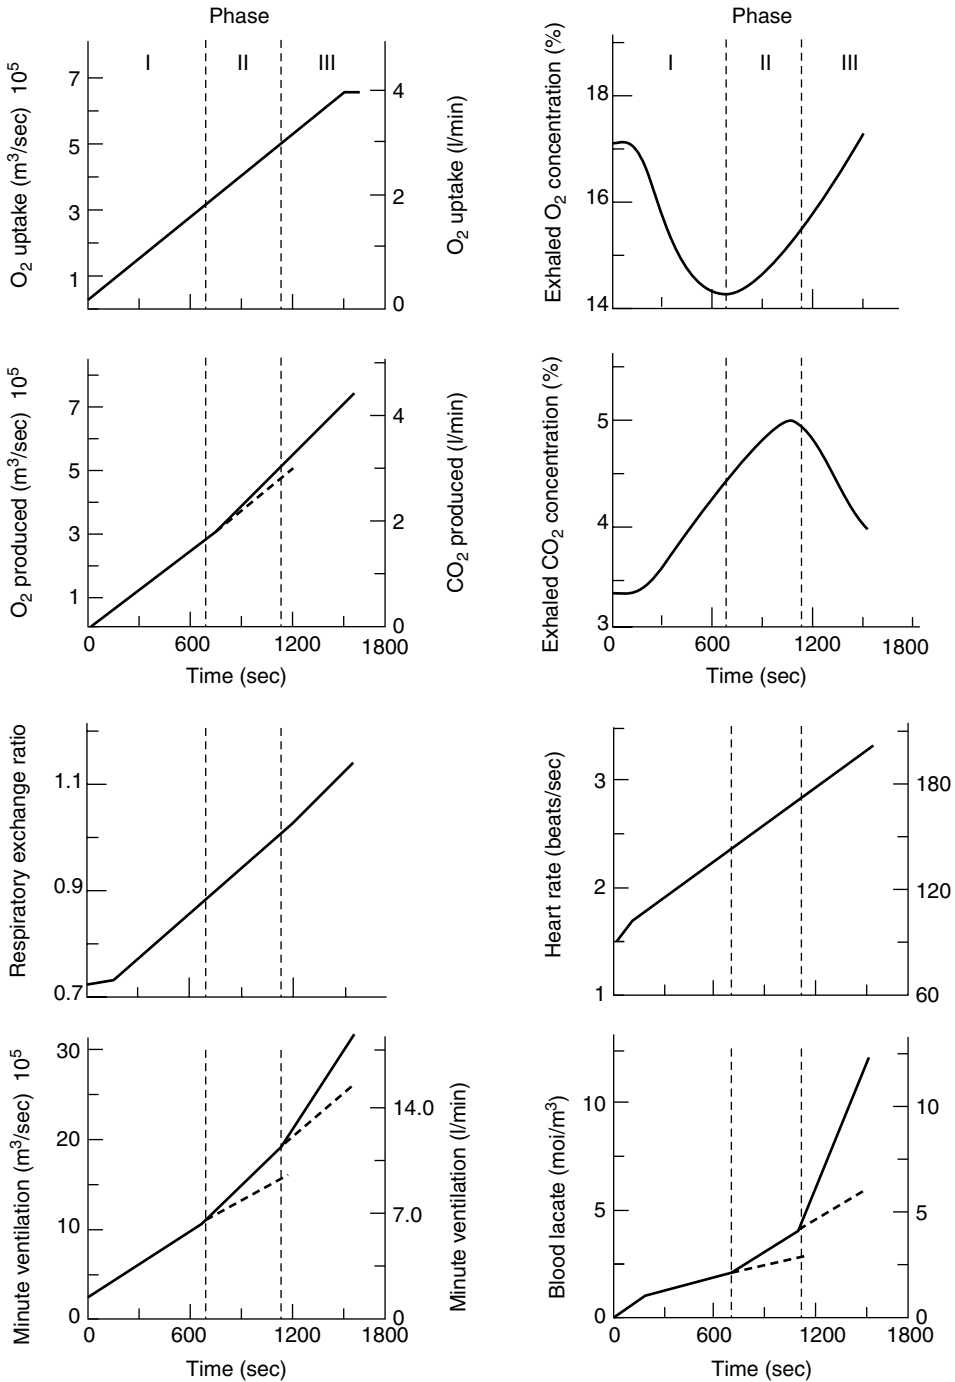 Phase
I II III
O2 uptake (m3/sec) 10^5
7
5
3
1
O2 uptake (l/min)
4
2
0
Phase
I II III
Exhaled O2 concentration (%)
18
16
14
O2 produced (m3/sec) 10^5
7
5
3
1
CO2 produced (l/min)
4
2
0
0 600 1200 1800
Time (sec)
Exhaled CO2 concentration (%)
5
4
3
0 600 1200 1800
Time (sec)
Respiratory exchange ratio
1.1
0.9
0.7
Heart rate (beats/sec)
3
2
1
180
120
60
Minute ventilation (m3/sec) 10^5
30
20
10
0
Minute ventilation (l/min)
14.0
7.0
0
0 600 1200 1800
Time (sec)
Blood lacate (moi/m3)
10
5
0
10
5
0
0 600 1200 1800
Time (sec)